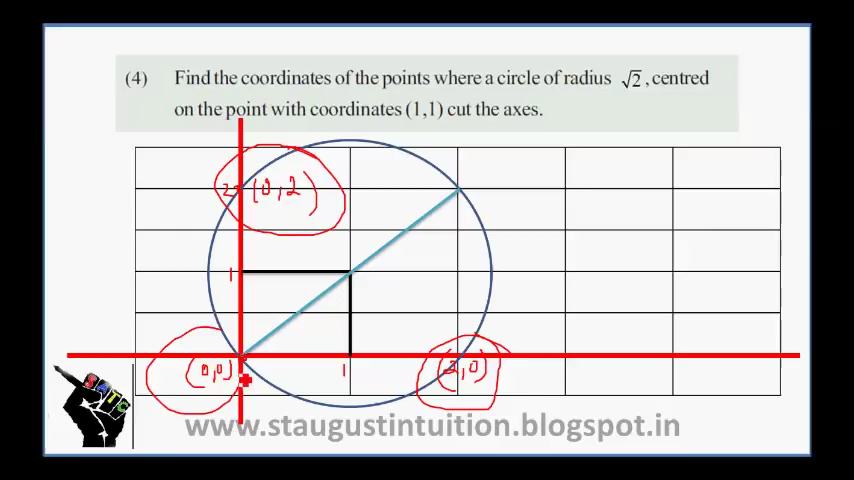 (4) Find the coordinates of the points where a circle of radius √2, centred
on the point with coordinates (1,1) cut the axes.
2 (0,2)
1
(0,0) 1 (2,0)
SATC
www.staugustintuition.blogspot.in